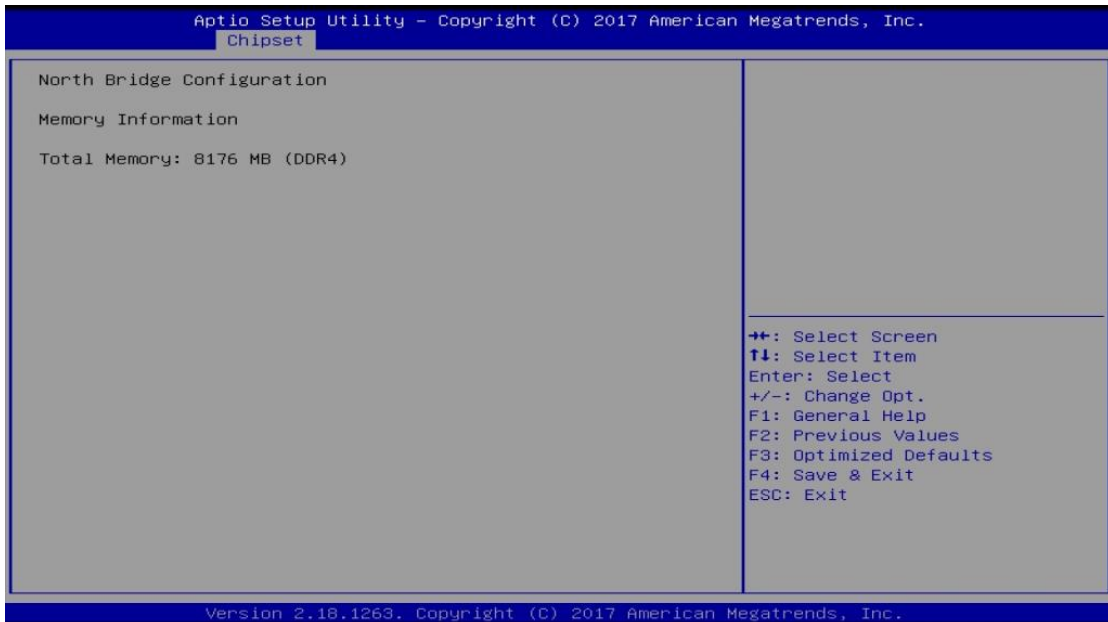 Aptio Setup Utility – Copyright (C) 2017 American Megatrends, Inc.
Chipset
North Bridge Configuration
Memory Information
Total Memory: 8176 MB (DDR4)
→←: Select Screen
↑↓: Select Item
Enter: Select
+/-: Change Opt.
F1: General Help
F2: Previous Values
F3: Optimized Defaults
F4: Save & Exit
ESC: Exit
Version 2.18.1263. Copyright (C) 2017 American Megatrends, Inc.